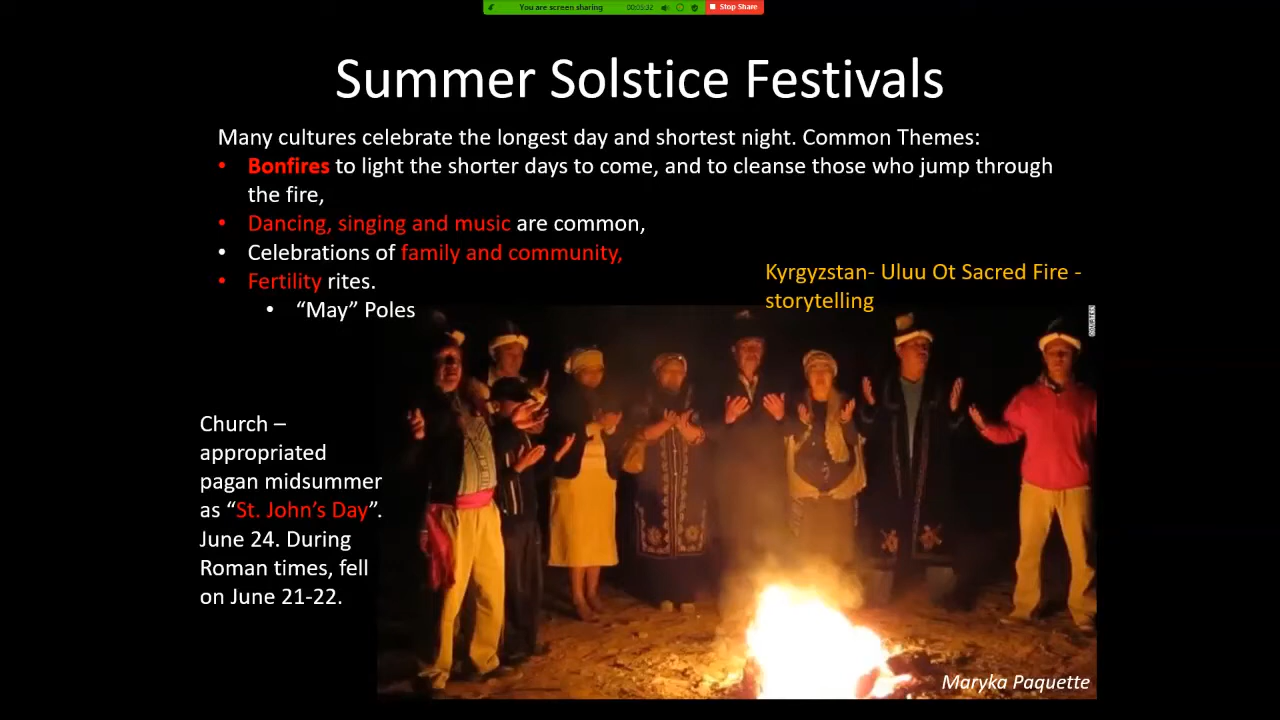 You are screen sharing 00:05:32 Stop Share
Summer Solstice Festivals
Many cultures celebrate the longest day and shortest night. Common Themes:
• Bonfires to light the shorter days to come, and to cleanse those who jump through
the fire,
• Dancing, singing and music are common,
• Celebrations of family and community,
• Fertility rites.
• “May” Poles
Kyrgyzstan- Uluu Ot Sacred Fire -
storytelling
Church –
appropriated
pagan midsummer
as “St. John’s Day”.
June 24. During
Roman times, fell
on June 21-22.
Maryka Paquette